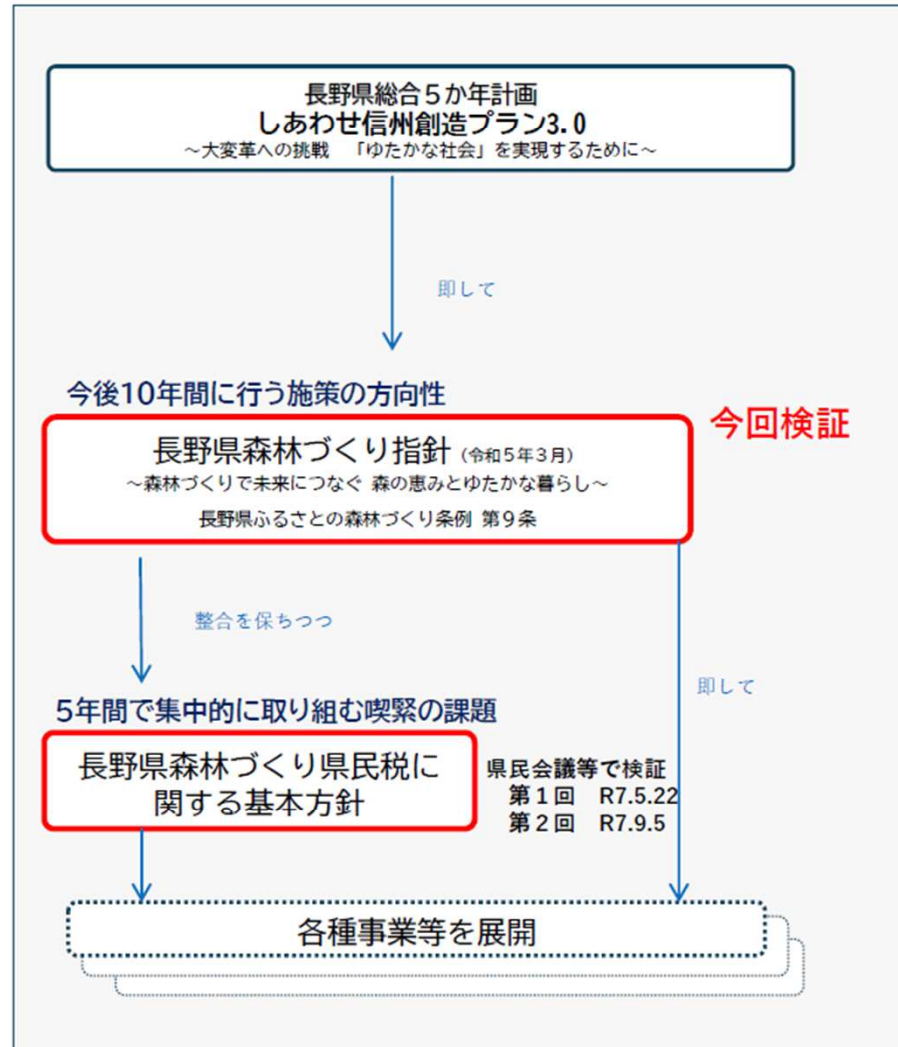 長野県総合5か年計画
しあわせ信州創造プラン3.0
～大変革への挑戦　「ゆたかな社会」を実現するために～
即して
今後10年間に行う施策の方向性
今回検証
長野県森林づくり指針（令和5年3月）
～森林づくりで未来につなぐ 森の恵みとゆたかな暮らし～
長野県ふるさとの森林づくり条例 第9条
整合を保ちつつ
即して
5年間で集中的に取り組む喫緊の課題
長野県森林づくり県民税に
関する基本方針
県民会議等で検証
第1回　R7.5.22
第2回　R7.9.5
各種事業等を展開